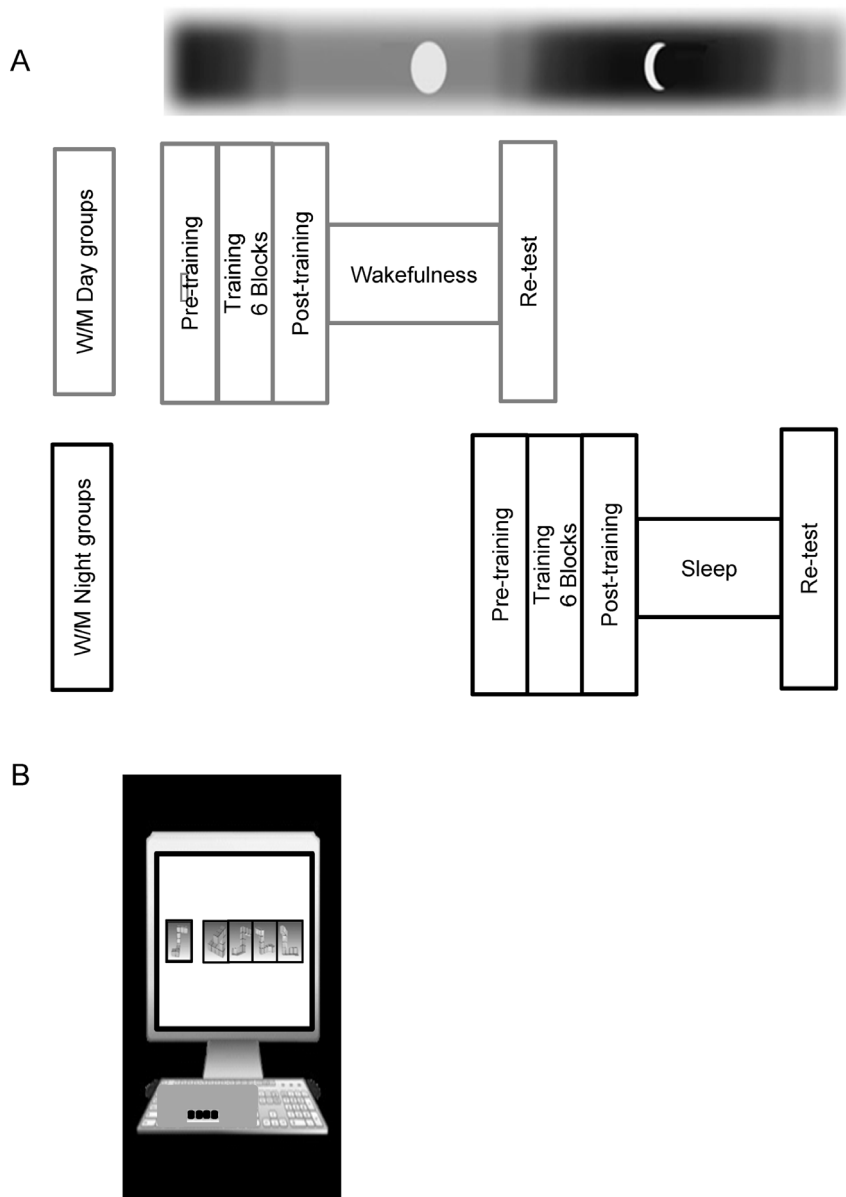 A
W/M Day groups
Pre-training
Training
6 Blocks
Post-training
Wakefulness
Re-test
W/M Night groups
Pre-training
Training
6 Blocks
Post-training
Sleep
Re-test
B